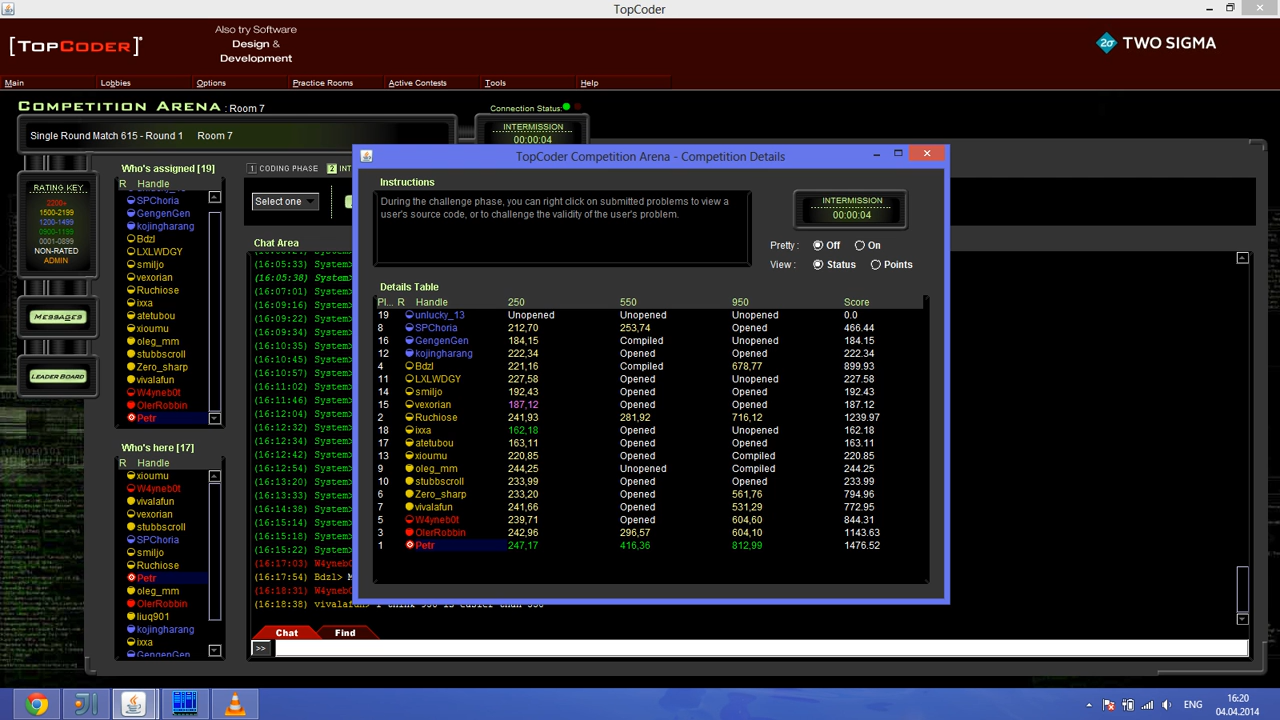 TopCoder
[TOPCODER]®
Also try Software
Design &
Development
2σ TWO SIGMA
Main Lobbies Options Practice Rooms Active Contests Tools Help
COMPETITION ARENA : Room 7
Connection Status:
Single Round Match 615 - Round 1 Room 7
INTERMISSION
00:00:04
Who's assigned [19]
R Handle
SPChoria
GengenGen
kojingharang
Bdzl
LXLWDGY
smiljo
vexorian
Ruchiose
ixxa
atetubou
xioumu
oleg_mm
stubbscroll
Zero_sharp
vivalafun
W4yneb0t
OlerRobbin
Petr
RATING KEY
2200+
1500-2199
1200-1499
0900-1199
0001-0899
NON-RATED
ADMIN
MESSAGES
LEADER BOARD
Who's here [17]
R Handle
xioumu
W4yneb0t
vivalafun
vexorian
stubbscroll
SPChoria
smiljo
Ruchiose
Petr
oleg_mm
OlerRobbin
liuq901
kojingharang
ixxa
GengenGen
1 CODING PHASE 2 INT
Select one
Chat Area
(16:05:33) System>
(16:05:38) System>
(16:07:01) System>
(16:09:16) System>
(16:09:22) System>
(16:09:34) System>
(16:10:35) System>
(16:10:57) System>
(16:11:02) System>
(16:11:46) System>
(16:12:04) System>
(16:12:32) System>
(16:12:34) System>
(16:12:42) System>
(16:12:54) System>
(16:13:20) System>
(16:13:33) System>
(16:14:38) System>
(16:15:14) System>
(16:15:18) System>
(16:15:22) System>
(16:17:03) W4yneb0
(16:17:54) Bdzl>
(16:18:31) W4yneb0
(16:18:38) vivalafun> I think 950 is easier than 550
Chat Find
>>
TopCoder Competition Arena - Competition Details
Instructions
During the challenge phase, you can right click on submitted problems to view a
user's source code, or to challenge the validity of the user's problem.
INTERMISSION
00:00:04
Pretty : Off On
View : Status Points
Details Table
Pl... R Handle 250 550 950 Score
19 unlucky_13 Unopened Unopened Unopened 0.0
8 SPChoria 212,70 253,74 Opened 466.44
16 GengenGen 184,15 Compiled Unopened 184.15
12 kojingharang 222,34 Opened Opened 222.34
4 Bdzl 221,16 Compiled 678,77 899.93
11 LXLWDGY 227,58 Opened Unopened 227.58
14 smiljo 192,43 Opened Opened 192.43
15 vexorian 187,12 Opened Opened 187.12
2 Ruchiose 241,93 281,92 716,12 1239.97
18 ixxa 162,18 Opened Unopened 162.18
17 atetubou 163,11 Opened Opened 163.11
13 xioumu 220,85 Opened Compiled 220.85
9 oleg_mm 244,25 Unopened Compiled 244.25
10 stubbscroll 233,99 Opened Opened 233.99
6 Zero_sharp 233,20 Opened 561,76 794.96
7 vivalafun 241,66 Opened 531,29 772.95
5 W4yneb0t 239,71 Opened 604,60 844.31
3 OlerRobbin 242,96 296,57 604,10 1143.63
1 Petr 247,17 416,36 812,99 1476.52
ENG
16:20
04.04.2014